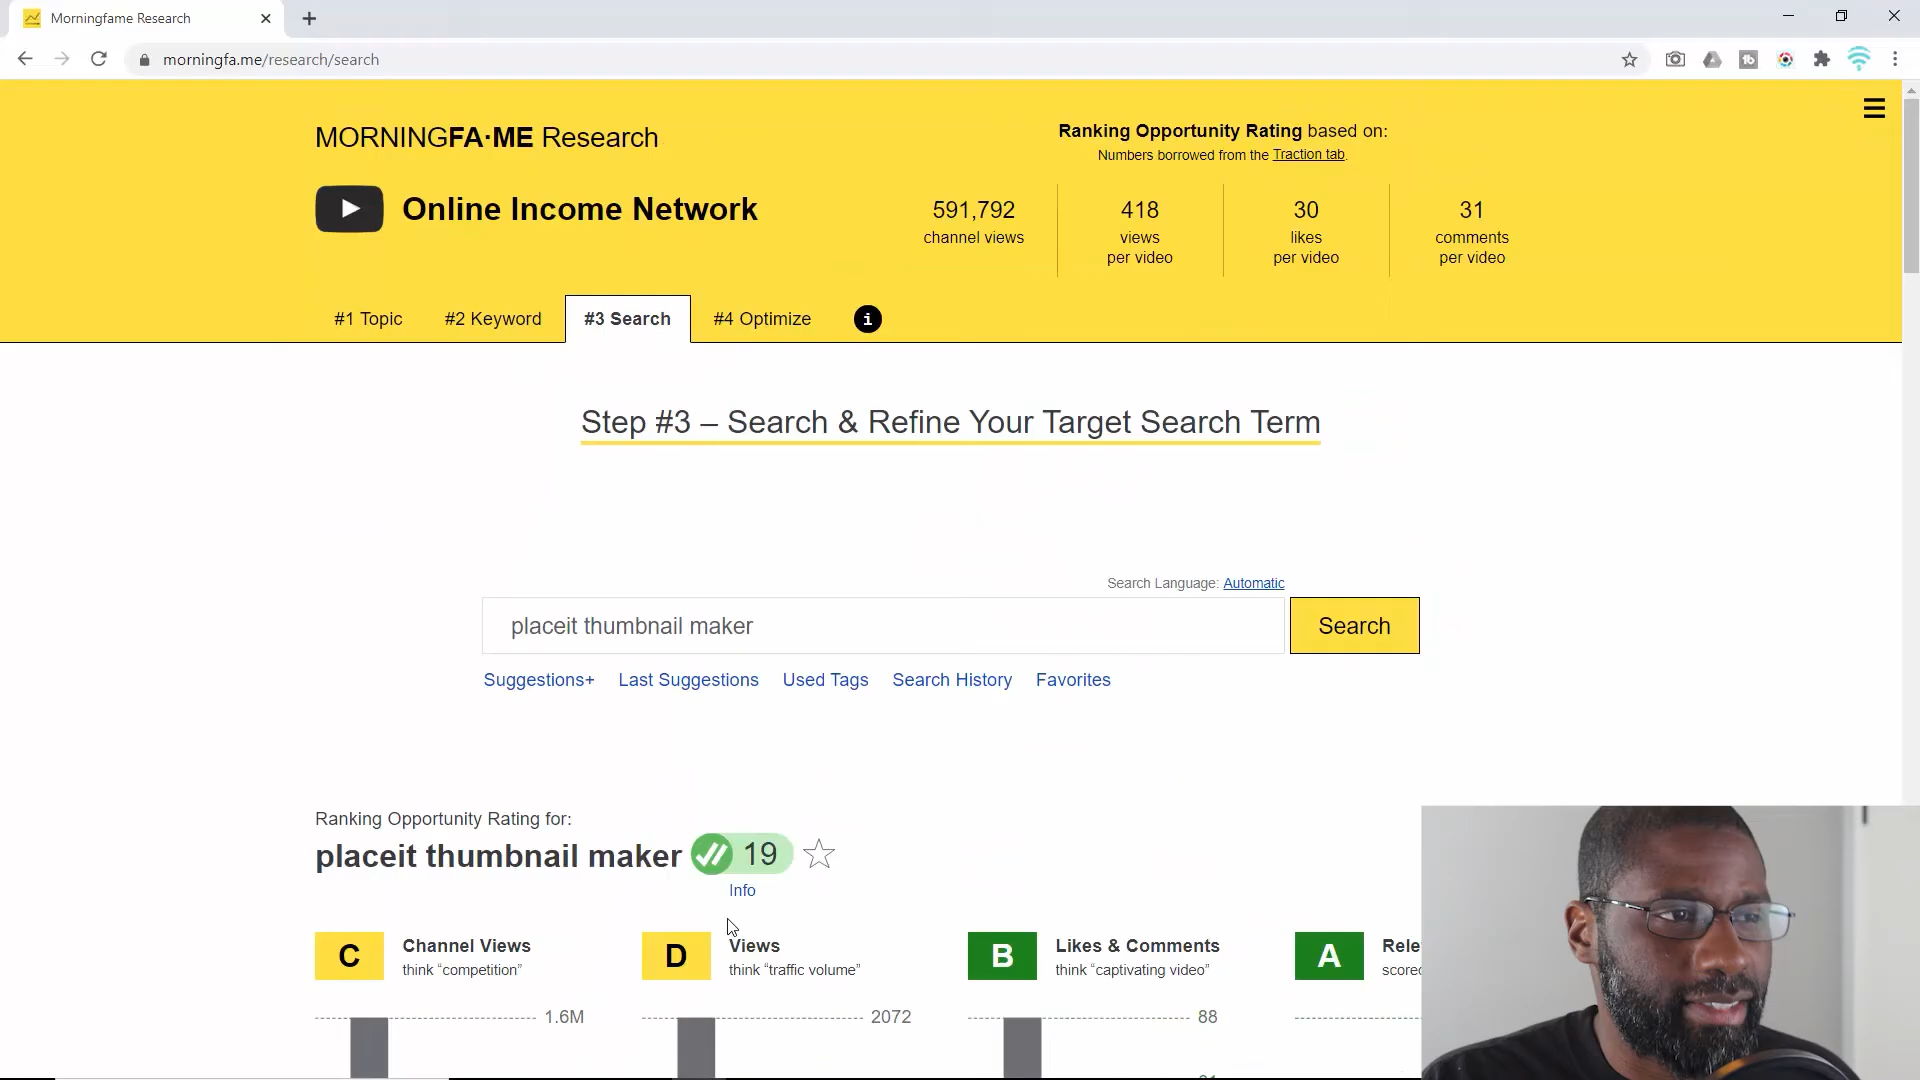 Morningfame Research
morningfa.me/research/search
MORNINGFA·ME Research
Ranking Opportunity Rating based on:
Numbers borrowed from the Traction tab.
Online Income Network
591,792
channel views
418
views
per video
30
likes
per video
31
comments
per video
#1 Topic
#2 Keyword
#3 Search
#4 Optimize
i
Step #3 – Search & Refine Your Target Search Term
Search Language: Automatic
placeit thumbnail maker
Search
Suggestions+
Last Suggestions
Used Tags
Search History
Favorites
Ranking Opportunity Rating for:
placeit thumbnail maker
19
Info
C
Channel Views
think “competition”
D
Views
think “traffic volume”
B
Likes & Comments
think “captivating video”
A
1.6M
2072
88